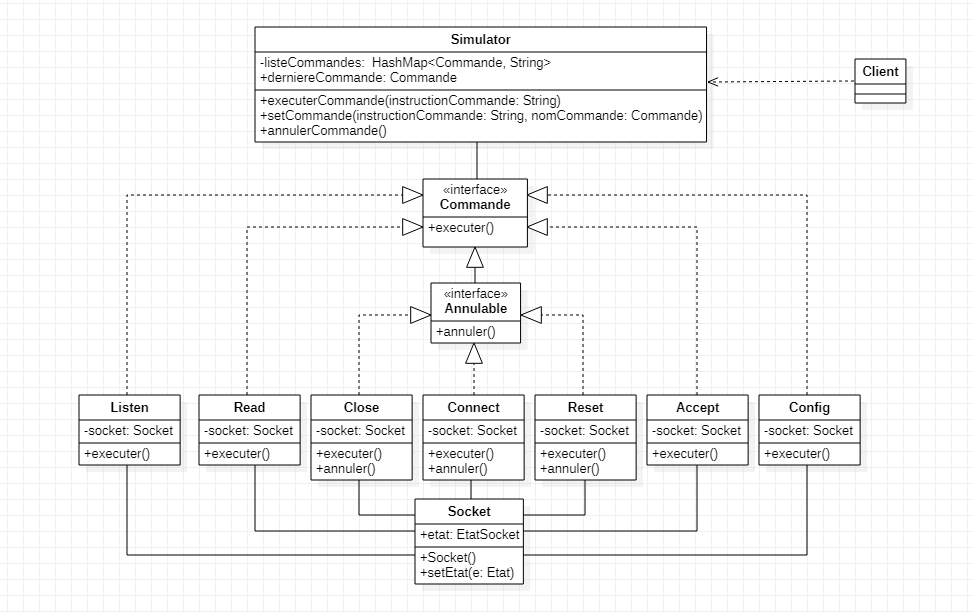 Simulator
-listeCommandes:  HashMap<Commande, String>
+derniereCommande: Commande
+executerCommande(instructionCommande: String)
+setCommande(instructionCommande: String, nomCommande: Commande)
+annulerCommande()
Client
«interface»
Commande
+executer()
«interface»
Annulable
+annuler()
Listen
-socket: Socket
+executer()
Read
-socket: Socket
+executer()
Close
-socket: Socket
+executer()
+annuler()
Connect
-socket: Socket
+executer()
+annuler()
Reset
-socket: Socket
+executer()
+annuler()
Accept
-socket: Socket
+executer()
Config
-socket: Socket
+executer()
Socket
+etat: EtatSocket
+Socket()
+setEtat(e: Etat)